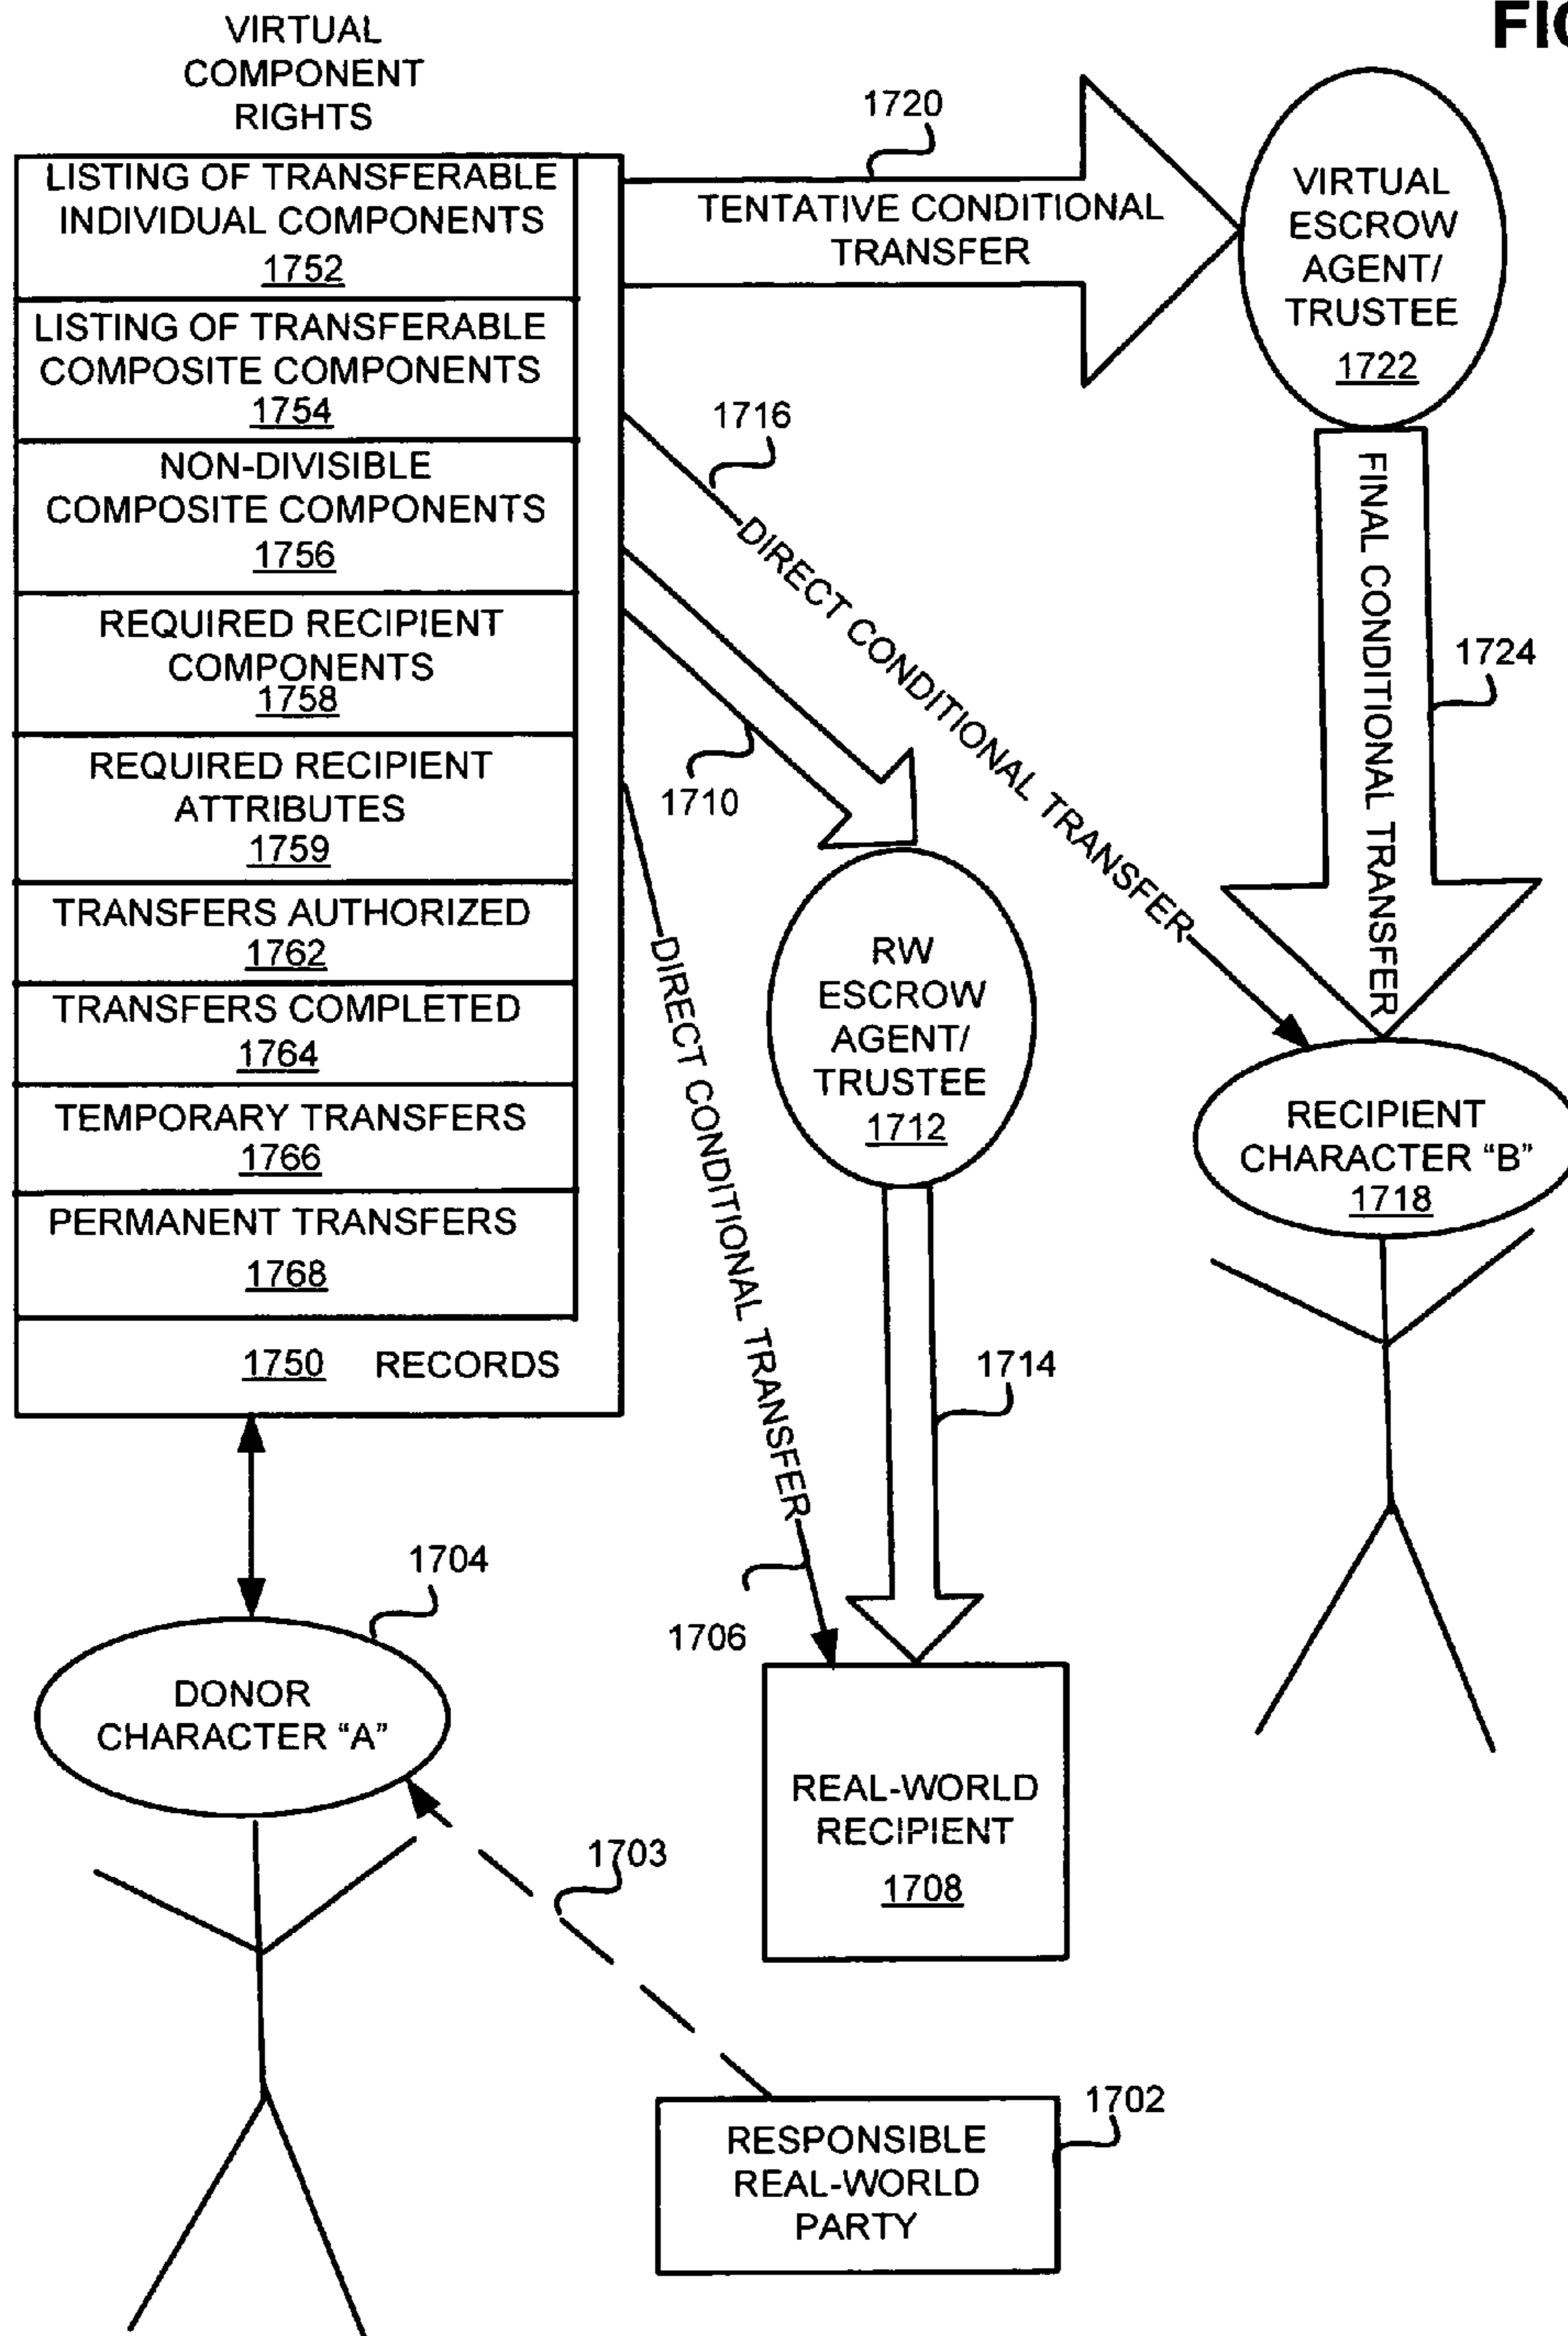 FIG
VIRTUAL
COMPONENT
RIGHTS
LISTING OF TRANSFERABLE
INDIVIDUAL COMPONENTS
1752
LISTING OF TRANSFERABLE
COMPOSITE COMPONENTS
1754
NON-DIVISIBLE
COMPOSITE COMPONENTS
1756
REQUIRED RECIPIENT
COMPONENTS
1758
REQUIRED RECIPIENT
ATTRIBUTES
1759
TRANSFERS AUTHORIZED
1762
TRANSFERS COMPLETED
1764
TEMPORARY TRANSFERS
1766
PERMANENT TRANSFERS
1768
1750 RECORDS
1720
TENTATIVE CONDITIONAL
TRANSFER
VIRTUAL
ESCROW
AGENT/
TRUSTEE
1722
1716
DIRECT CONDITIONAL TRANSFER
FINAL CONDITIONAL TRANSFER
1724
1710
DIRECT CONDITIONAL TRANSFER
RW
ESCROW
AGENT/
TRUSTEE
1712
RECIPIENT
CHARACTER “B”
1718
1714
1704
1706
DONOR
CHARACTER “A”
REAL-WORLD
RECIPIENT
1708
1703
1702
RESPONSIBLE
REAL-WORLD
PARTY